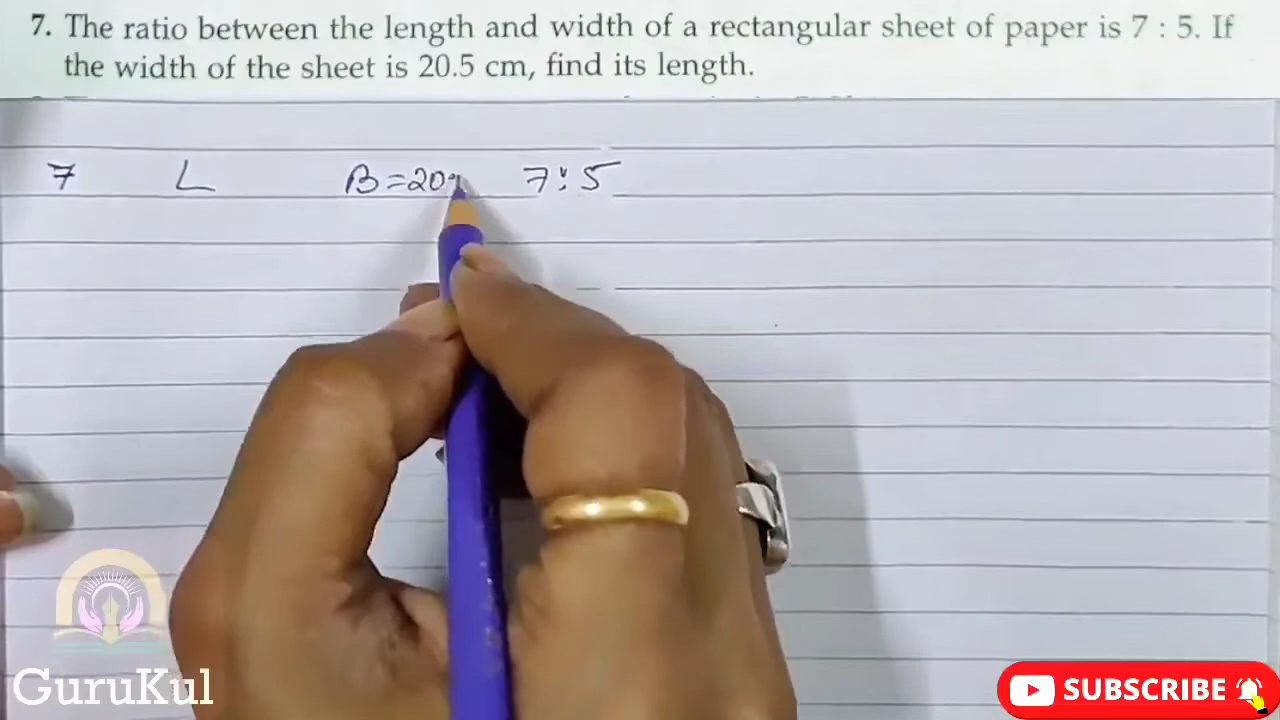 7. The ratio between the length and width of a rectangular sheet of paper is 7 : 5. If
the width of the sheet is 20.5 cm, find its length.
7 L B=20. 7:5
GuruKul
SUBSCRIBE